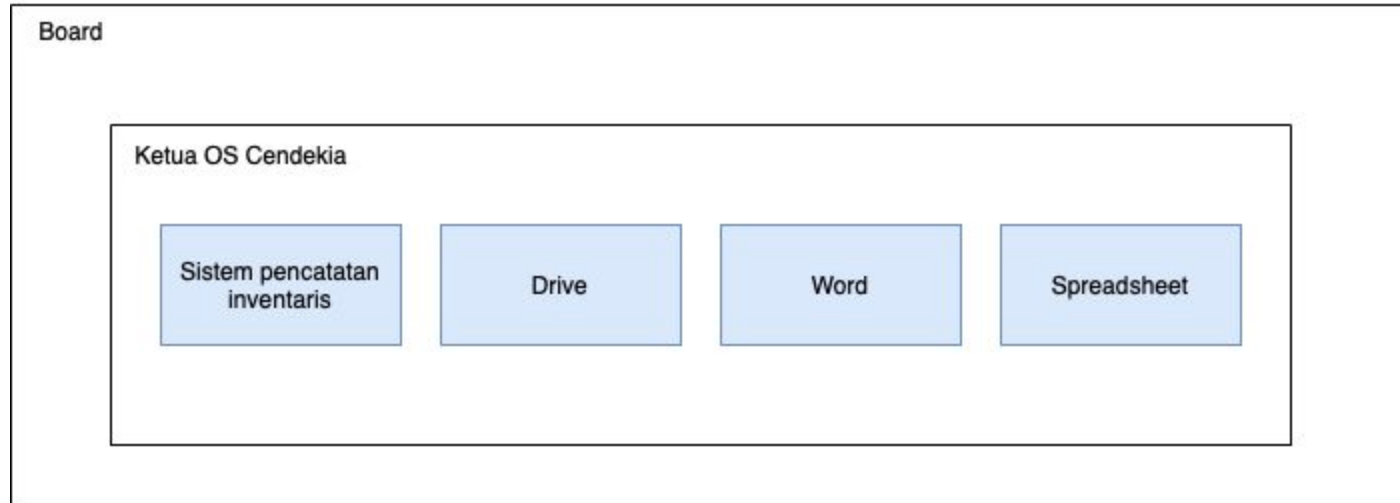 Board
Ketua OS Cendekia
Sistem pencatatan
inventaris
Drive
Word
Spreadsheet